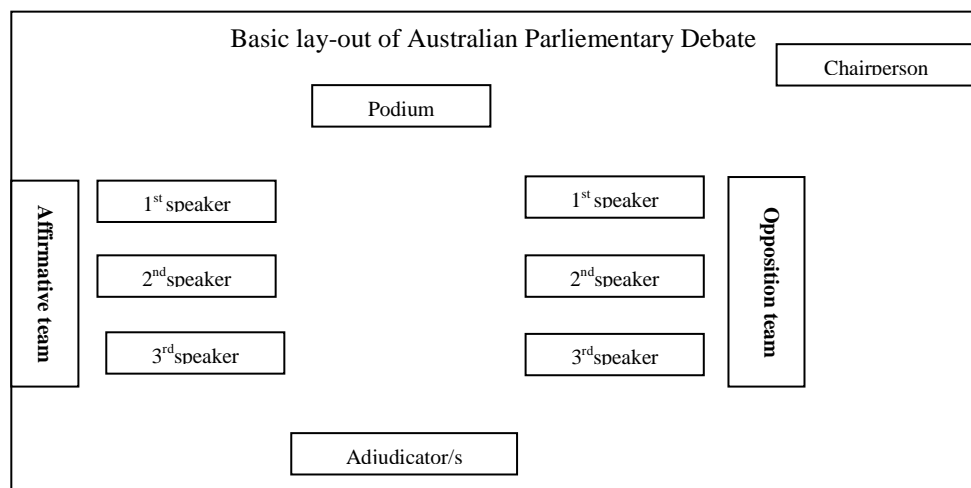 Basic lay-out of Australian Parliementary Debate
Chairperson
Podium
Affirmative team
1st speaker
1st speaker
Opposition team
2nd speaker
2nd speaker
3rd speaker
3rd speaker
Adjudicator/s